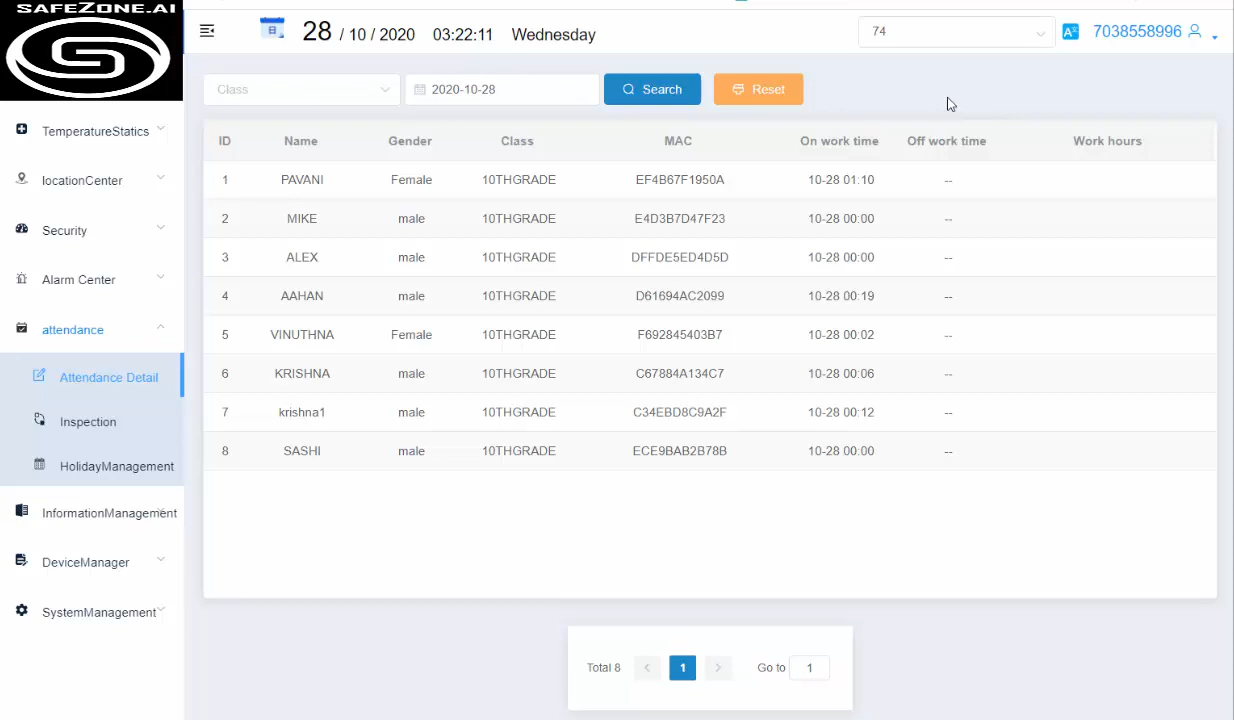 SAFEZONE.AI
28 / 10 / 2020 03:22:11 Wednesday
74
7038558996
TemperatureStatics
locationCenter
Security
Alarm Center
attendance
Attendance Detail
Inspection
HolidayManagement
InformationManagement
DeviceManager
SystemManagement
Class
2020-10-28
Search
Reset
ID Name Gender Class MAC On work time Off work time Work hours
1 PAVANI Female 10THGRADE EF4B67F1950A 10-28 01:10 --
2 MIKE male 10THGRADE E4D3B7D47F23 10-28 00:00 --
3 ALEX male 10THGRADE DFFDE5ED4D5D 10-28 00:00 --
4 AAHAN male 10THGRADE D61694AC2099 10-28 00:19 --
5 VINUTHNA Female 10THGRADE F692845403B7 10-28 00:02 --
6 KRISHNA male 10THGRADE C67884A134C7 10-28 00:06 --
7 krishna1 male 10THGRADE C34EBD8C9A2F 10-28 00:12 --
8 SASHI male 10THGRADE ECE9BAB2B78B 10-28 00:00 --
Total 8 < 1 > Go to 1